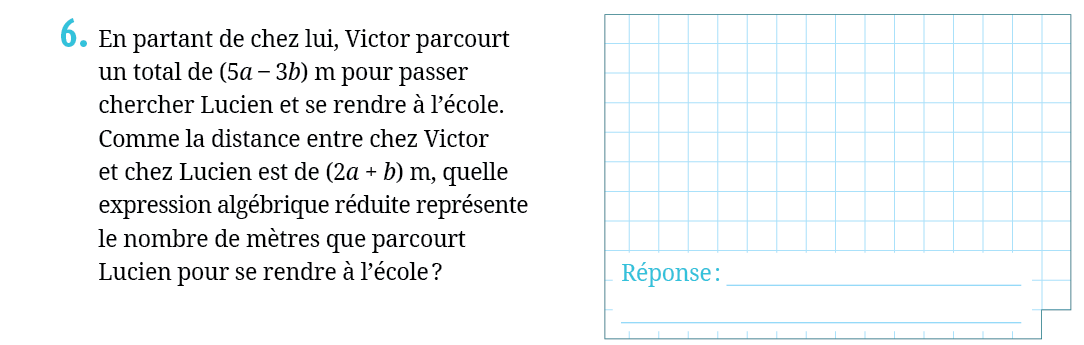 6. En partant de chez lui, Victor parcourt
un total de (5a – 3b) m pour passer
chercher Lucien et se rendre à l’école.
Comme la distance entre chez Victor
et chez Lucien est de (2a + b) m, quelle
expression algébrique réduite représente
le nombre de mètres que parcourt
Lucien pour se rendre à l’école ?
Réponse :